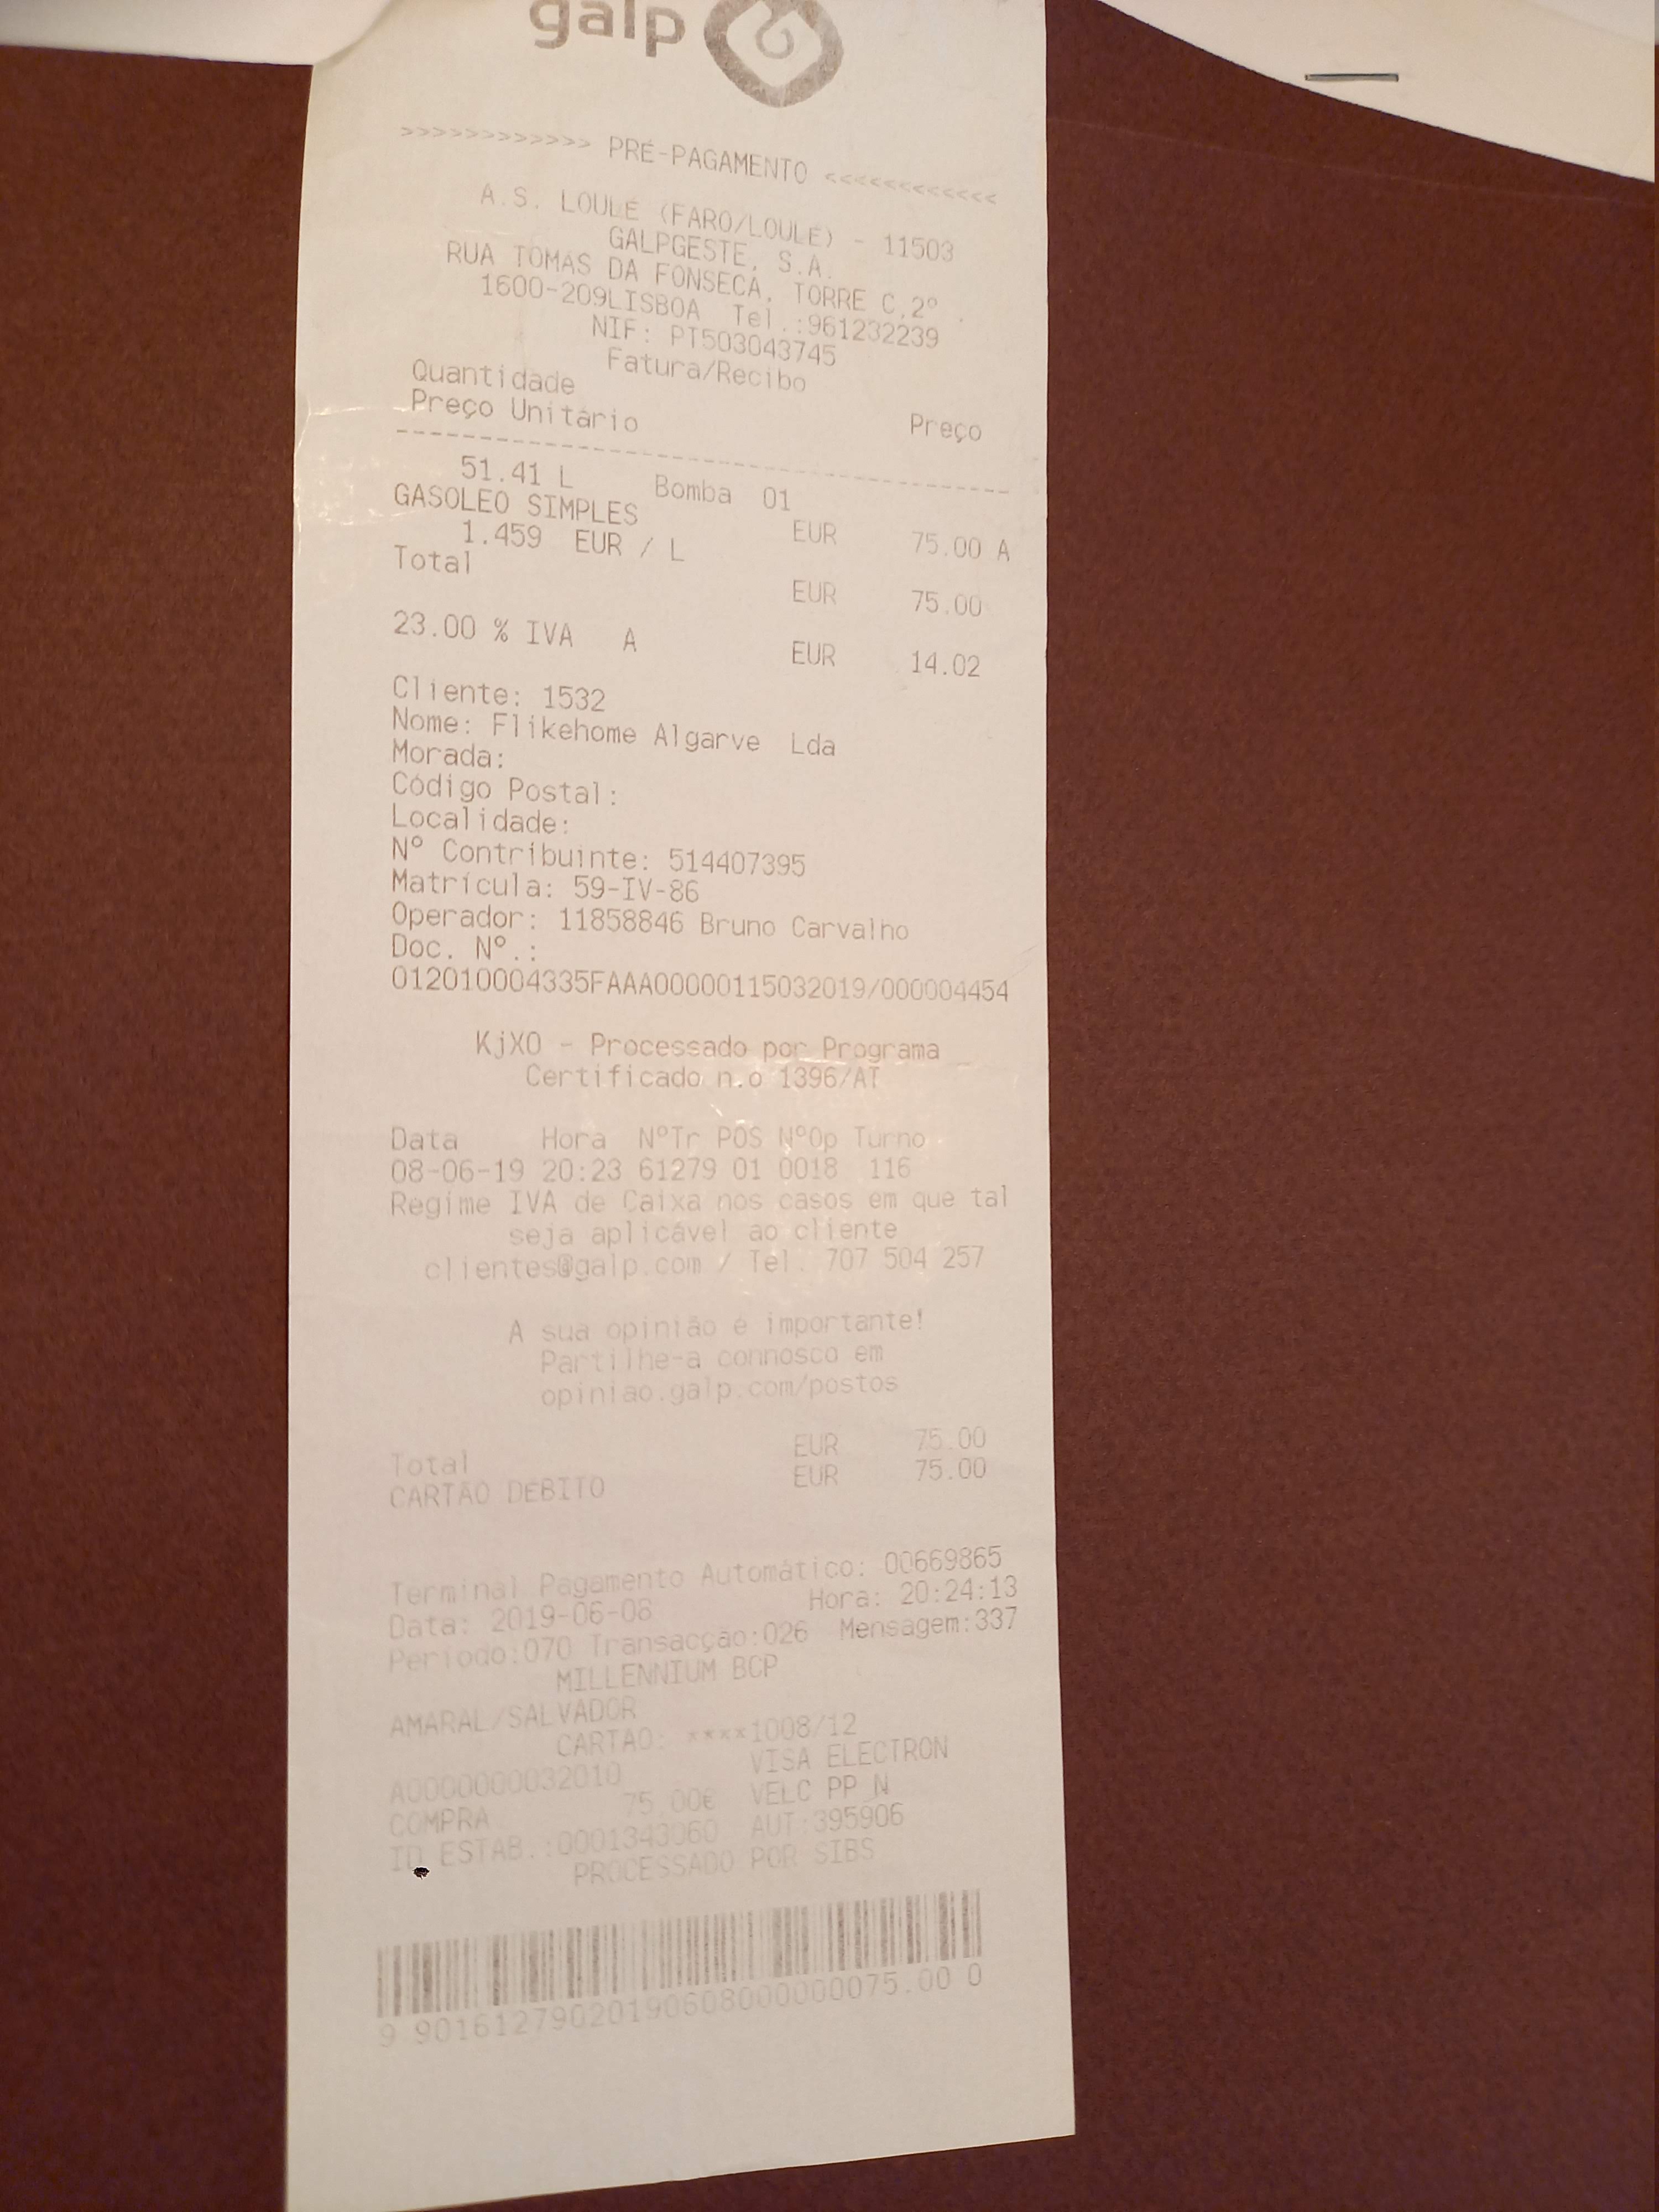 galp
>>>>>>>>>>>> PRÉ-PAGAMENTO <<<<<<<<<<<<
A.S. LOULÉ (FARO/LOULÉ) - 11503
GALPGESTE, S.A.
RUA TOMÁS DA FONSECA, TORRE C,2º .
1600-209LISBOA Tel.:961232239
NIF: PT503043745
Fatura/Recibo
Quantidade
Preço Unitário Preço
--------------------------------------
51.41 L Bomba 01
GASOLEO SIMPLES EUR 75.00 A
1.459 EUR / L
Total EUR 75.00
23.00 % IVA A EUR 14.02
Cliente: 1532
Nome: Flikehome Algarve Lda
Morada:
Código Postal:
Localidade:
Nº Contribuinte: 514407395
Matrícula: 59-IV-86
Operador: 11858846 Bruno Carvalho
Doc. Nº.:
012010004335FAAA00000115032019/000004454
KjXO - Processado por Programa
Certificado n.o 1396/AT
Data Hora NºTr POS NºOp Turno
08-06-19 20:23 61279 01 0018 116
Regime IVA de Caixa nos casos em que tal
seja aplicável ao cliente
clientes@galp.com / Tel. 707 504 257
A sua opinião é importante!
Partilhe-a connosco em
opiniao.galp.com/postos
Total EUR 75.00
CARTÃO DÉBITO EUR 75.00
Terminal Pagamento Automático: 00669865
Data: 2019-06-08 Hora: 20:24:13
Período:070 Transacção:026 Mensagem:337
MILLENNIUM BCP
AMARAL/SALVADOR
CARTAO: ****1008/12
A0000000032010 VISA ELECTRON
COMPRA 75.00€ VELC PP N
ID ESTAB.:0001343060 AUT:395906
PROCESSADO POR SIBS
9 90161279020190608000000075.00 0